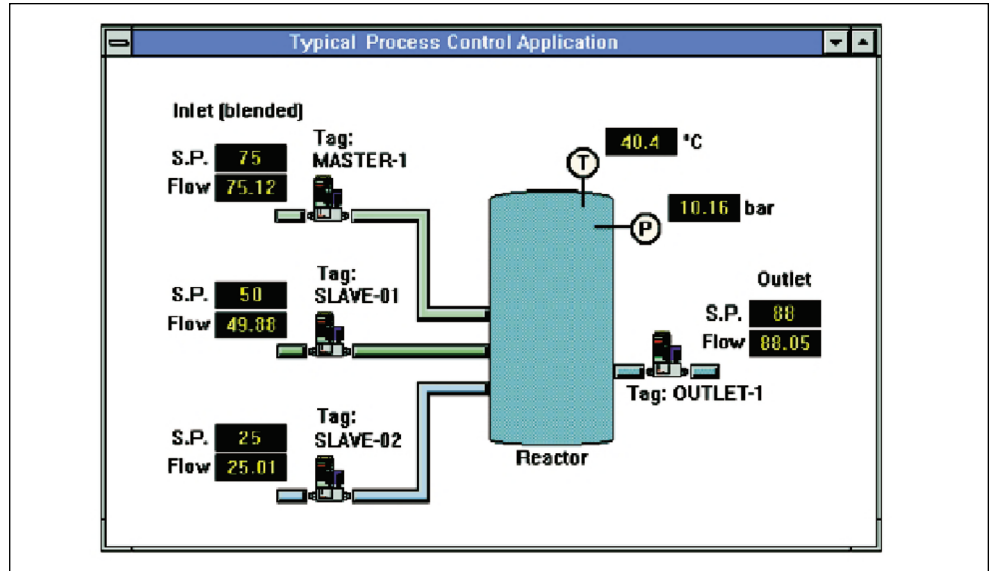 Typical Process Control Application
Inlet (blended)
Tag:
MASTER-1
S.P. 75
Flow 75.12
40.4 °C
T
10.16 bar
P
Tag:
SLAVE-01
S.P. 50
Flow 49.88
Outlet
S.P. 88
Flow 88.05
Tag: OUTLET-1
Tag:
SLAVE-02
S.P. 25
Flow 25.01
Reactor